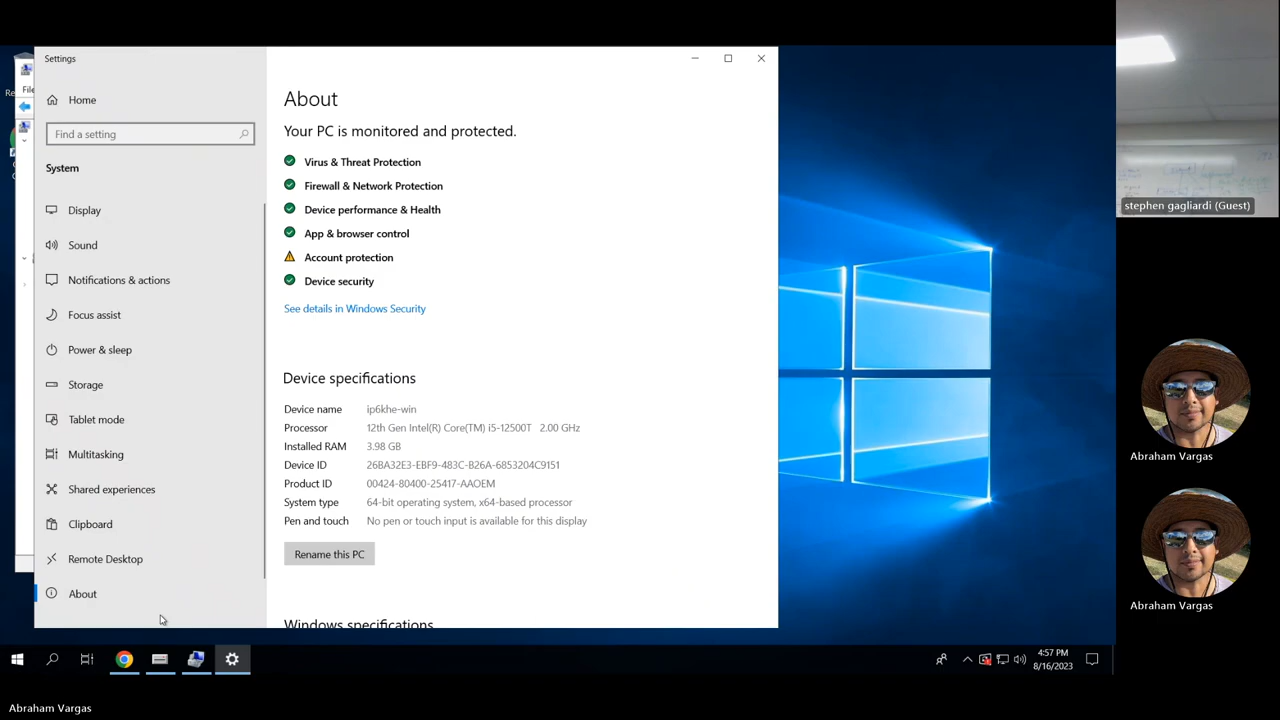 Settings
Home
Find a setting
System
Display
Sound
Notifications & actions
Focus assist
Power & sleep
Storage
Tablet mode
Multitasking
Shared experiences
Clipboard
Remote Desktop
About
File
About
Your PC is monitored and protected.
Virus & Threat Protection
Firewall & Network Protection
Device performance & Health
App & browser control
Account protection
Device security
See details in Windows Security
Device specifications
Device name ip6khe-win
Processor 12th Gen Intel(R) Core(TM) i5-12500T 2.00 GHz
Installed RAM 3.98 GB
Device ID 26BA32E3-EBF9-483C-B26A-6853204C9151
Product ID 00424-80400-25417-AAOEM
System type 64-bit operating system, x64-based processor
Pen and touch No pen or touch input is available for this display
Rename this PC
Windows specifications
4:57 PM
8/16/2023
stephen gagliardi (Guest)
Abraham Vargas
Abraham Vargas
Abraham Vargas